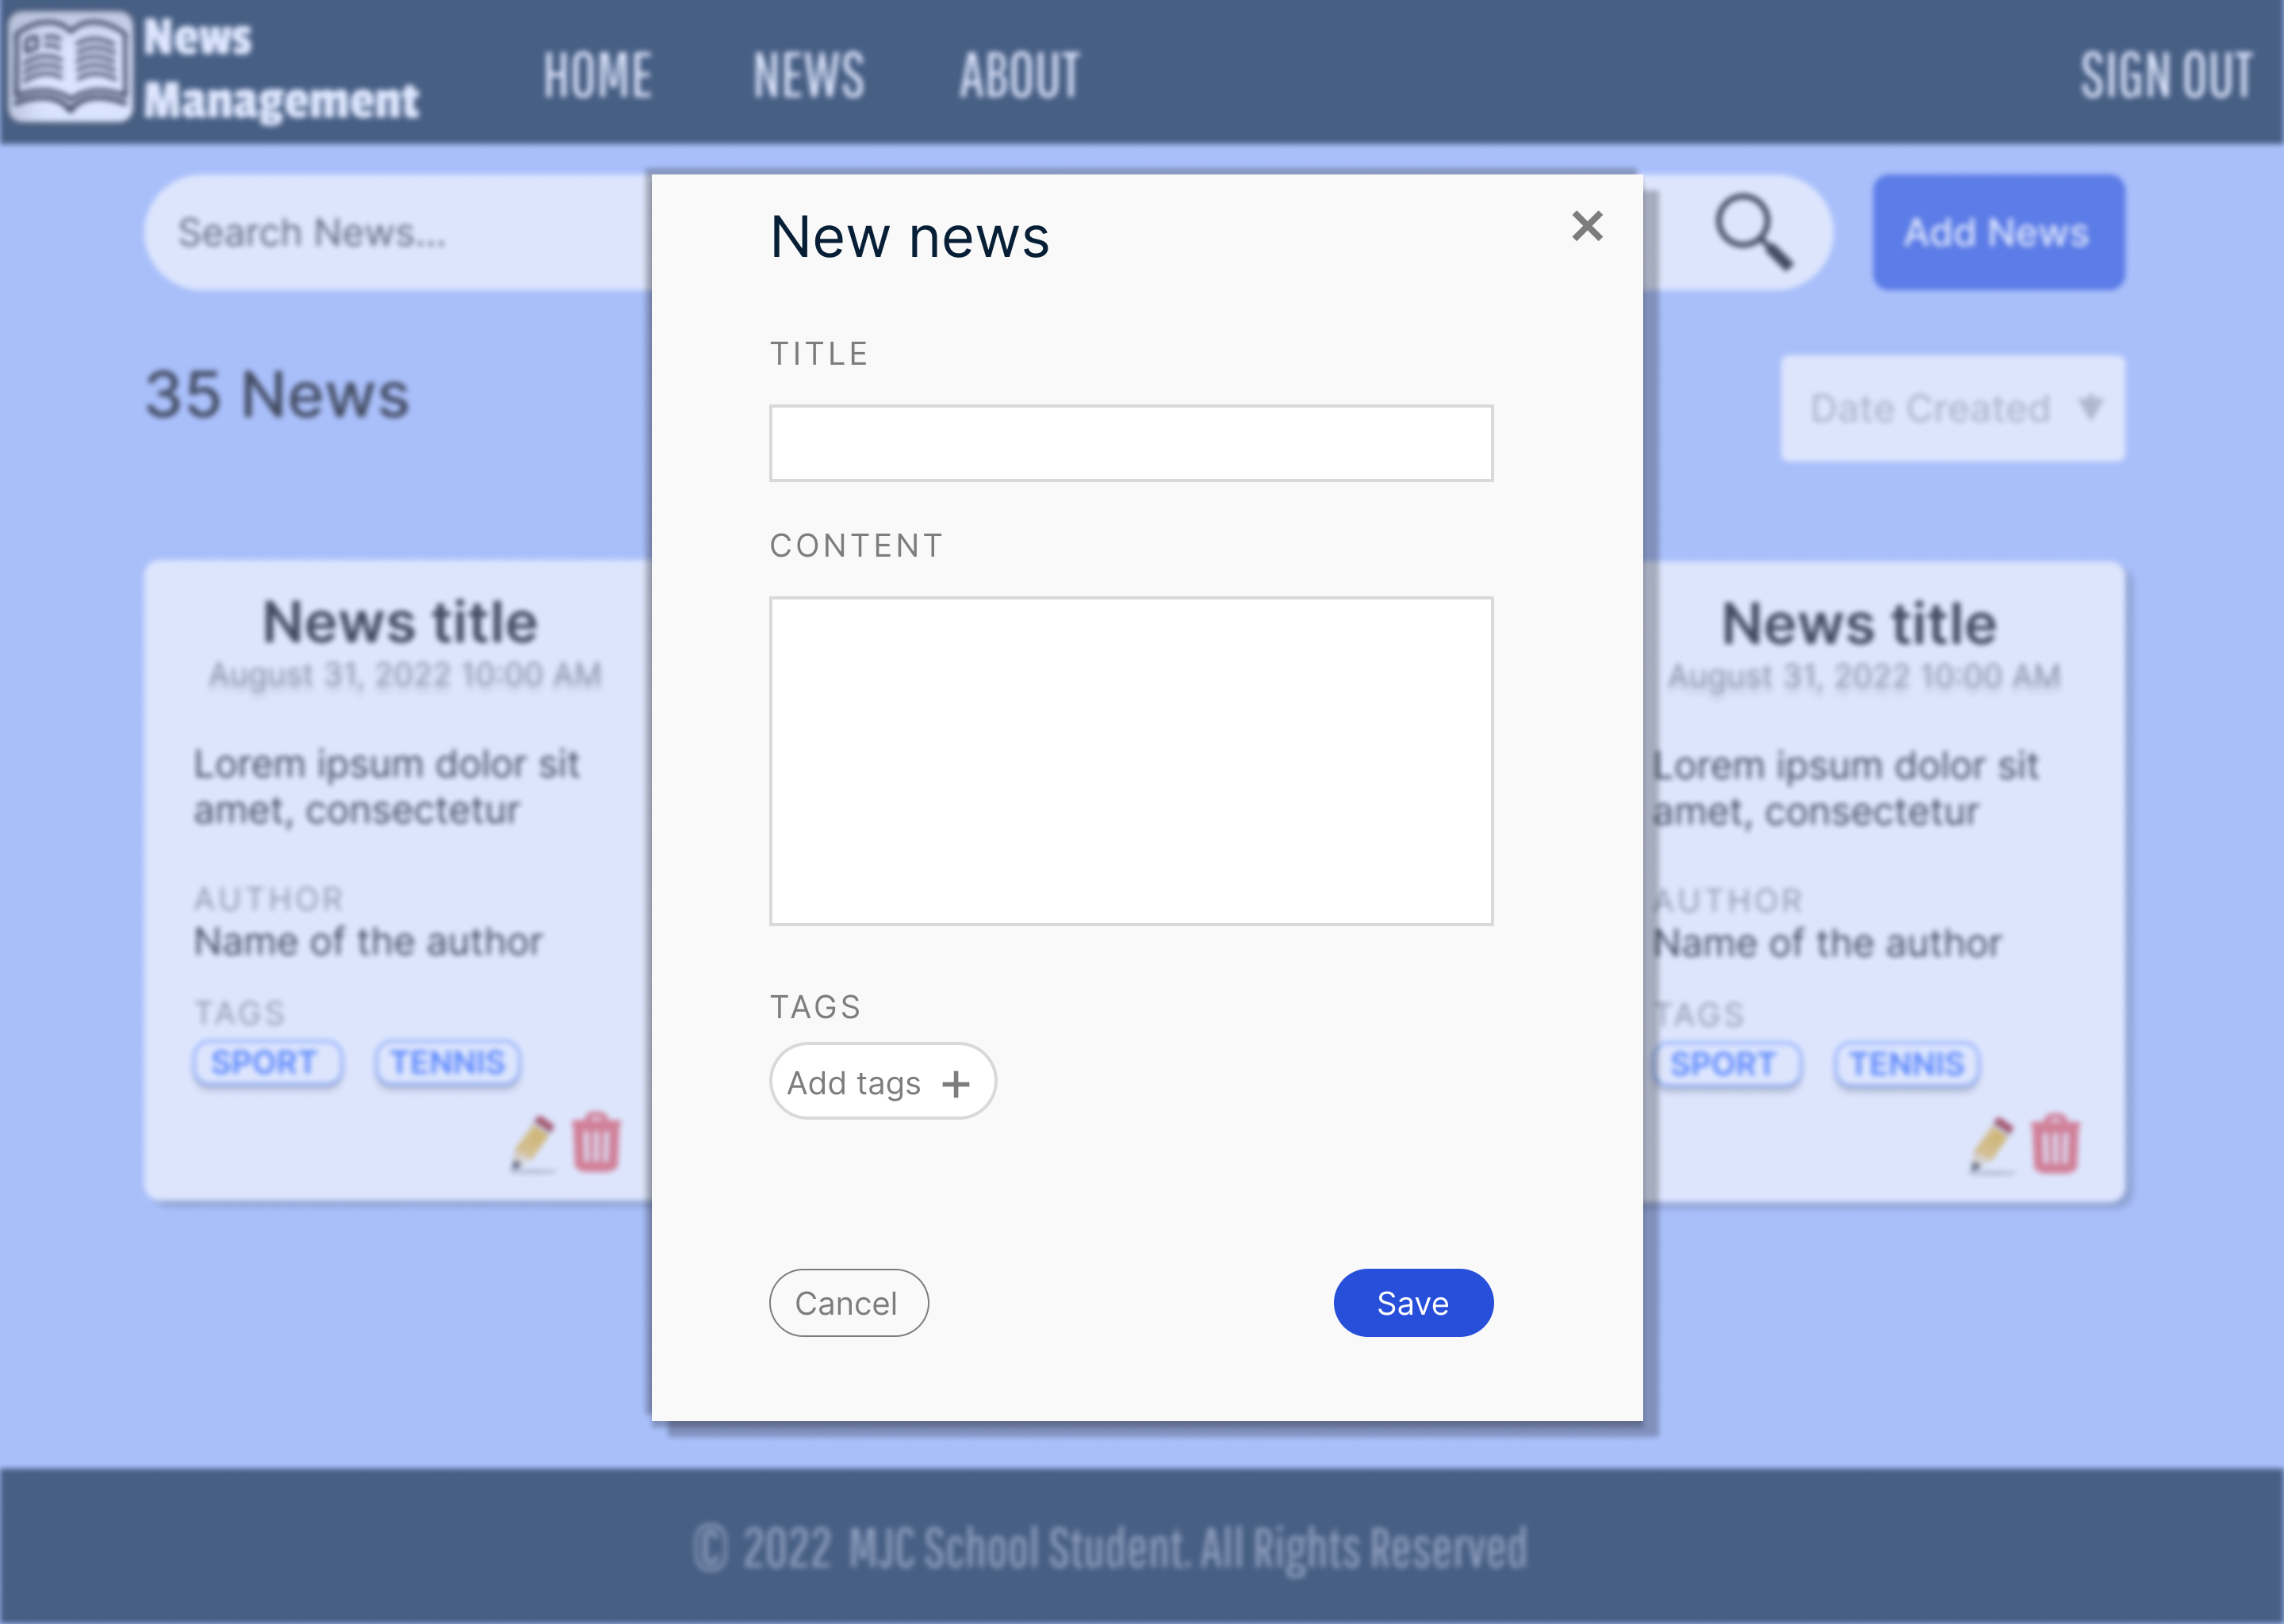 News
Management
HOME
NEWS
ABOUT
SIGN OUT
Search News...
Add News
35 News
Date Created
New news
TITLE
CONTENT
TAGS
Add tags +
Cancel
Save
News title
August 31, 2022 10:00 AM
Lorem ipsum dolor sit
amet, consectetur
AUTHOR
Name of the author
TAGS
SPORT
TENNIS
News title
August 31, 2022 10:00 AM
Lorem ipsum dolor sit
amet, consectetur
AUTHOR
Name of the author
TAGS
SPORT
TENNIS
© 2022 MJC School Student. All Rights Reserved